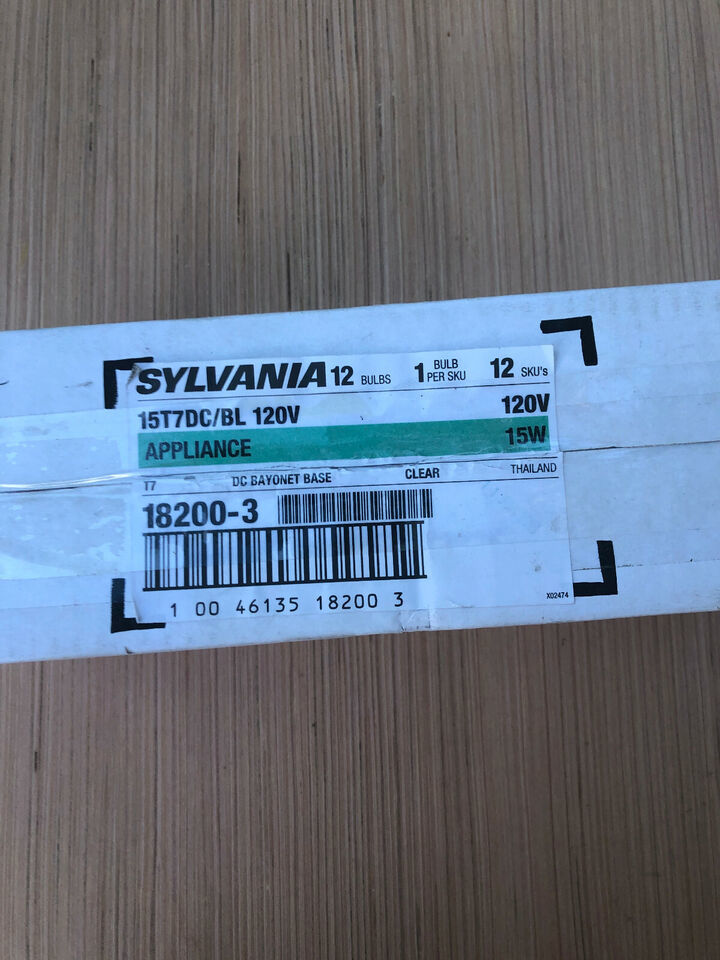 SYLVANIA 12 BULBS 1 BULB PER SKU 12 SKU's
15T7DC/BL 120V 120V
APPLIANCE 15W
T7 DC BAYONET BASE CLEAR THAILAND
18200-3
1 00 46135 18200 3
X02474